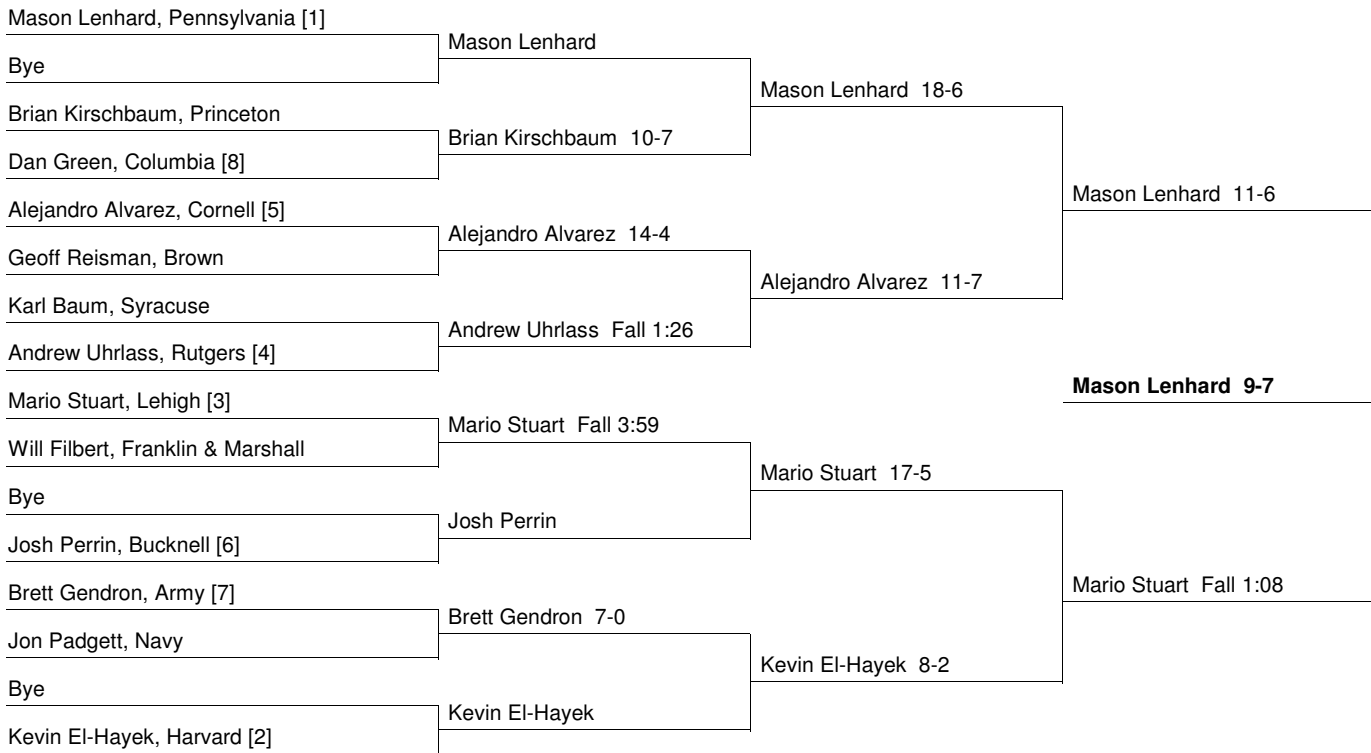 Mason Lenhard, Pennsylvania [1]
Bye
Brian Kirschbaum, Princeton
Dan Green, Columbia [8]
Alejandro Alvarez, Cornell [5]
Geoff Reisman, Brown
Karl Baum, Syracuse
Andrew Uhrlass, Rutgers [4]
Mario Stuart, Lehigh [3]
Will Filbert, Franklin & Marshall
Bye
Josh Perrin, Bucknell [6]
Brett Gendron, Army [7]
Jon Padgett, Navy
Bye
Kevin El-Hayek, Harvard [2]
Mason Lenhard
Brian Kirschbaum 10-7
Alejandro Alvarez 14-4
Andrew Uhrlass Fall 1:26
Mario Stuart Fall 3:59
Josh Perrin
Brett Gendron 7-0
Kevin El-Hayek
Mason Lenhard 18-6
Alejandro Alvarez 11-7
Mario Stuart 17-5
Kevin El-Hayek 8-2
Mason Lenhard 11-6
Mason Lenhard 9-7
Mario Stuart Fall 1:08